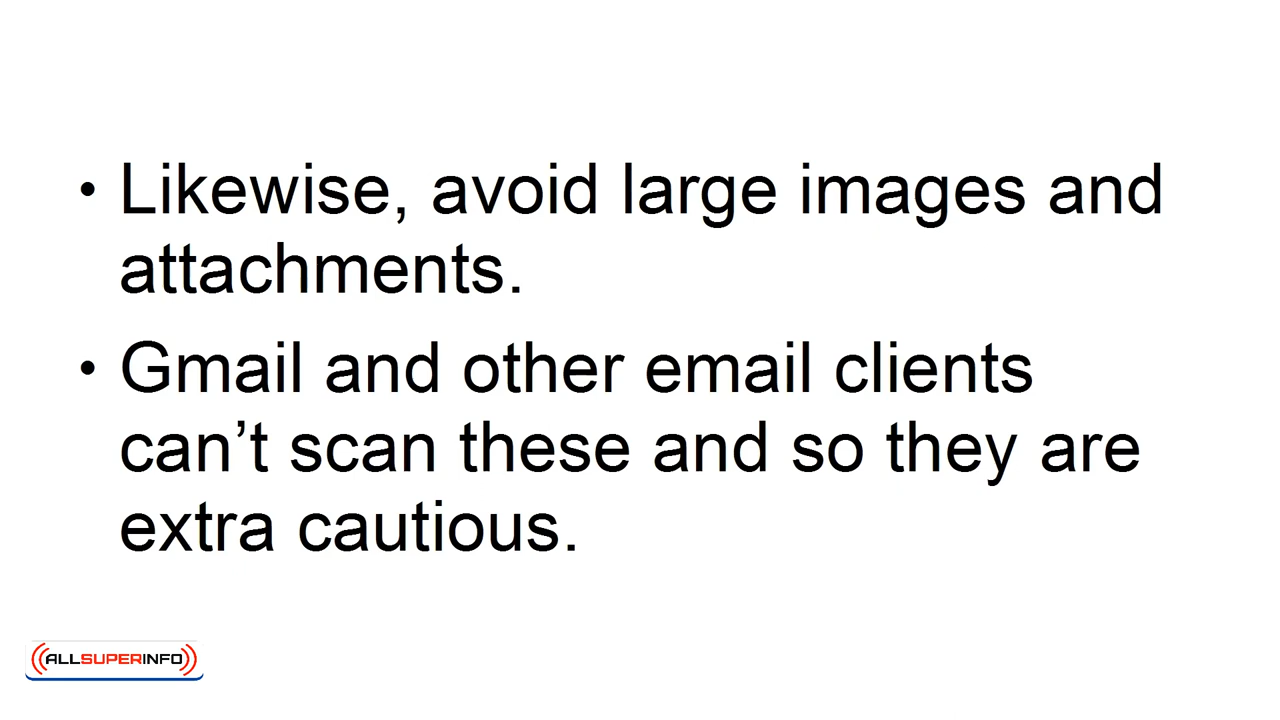 • Likewise, avoid large images and
attachments.
• Gmail and other email clients
can’t scan these and so they are
extra cautious.
ALLSUPERINFO